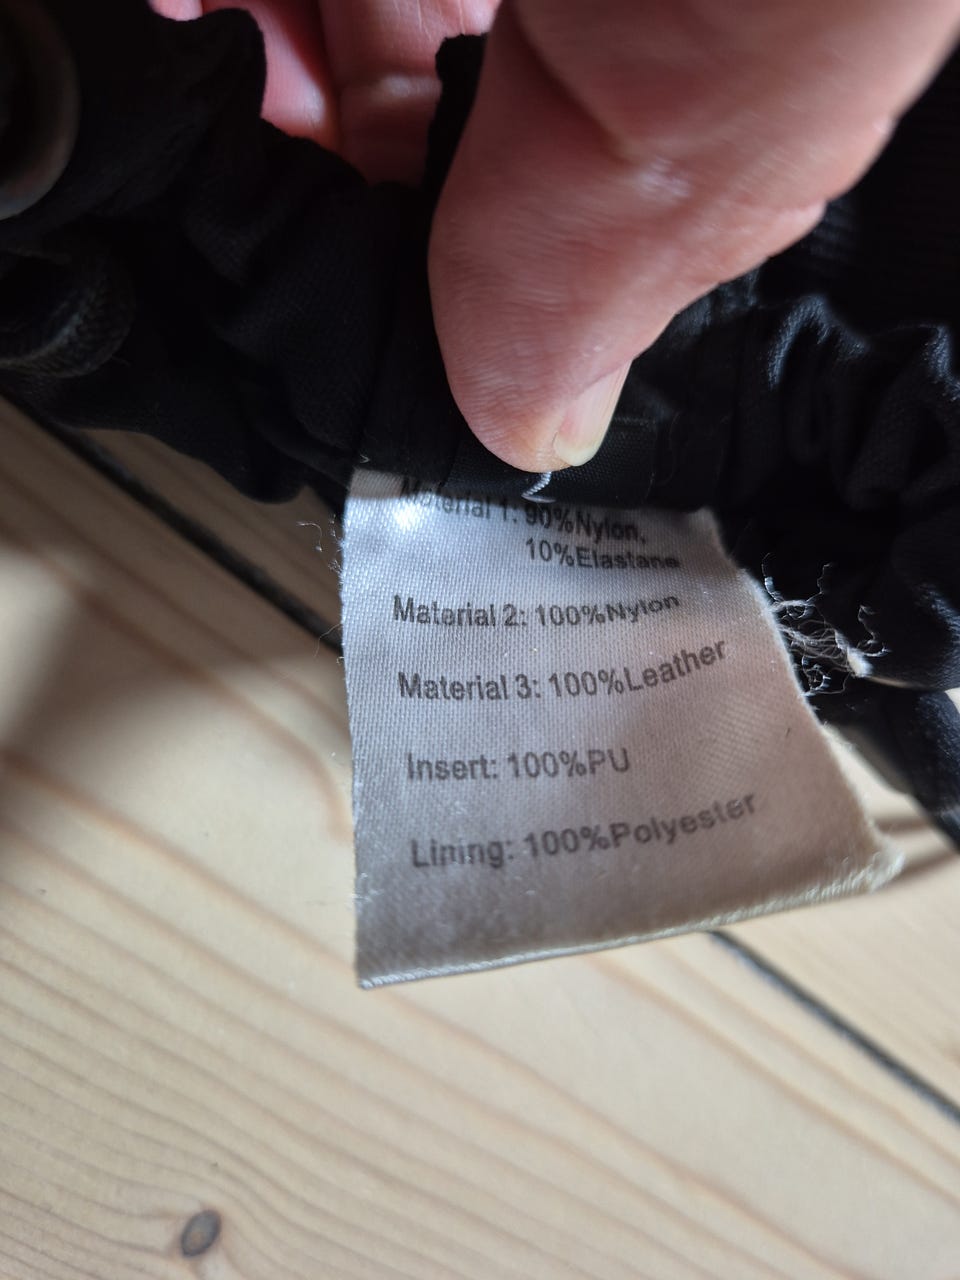 Material 1: 90%Nylon,
10%Elastane
Material 2: 100%Nylon
Material 3: 100%Leather
Insert: 100%PU
Lining: 100%Polyester